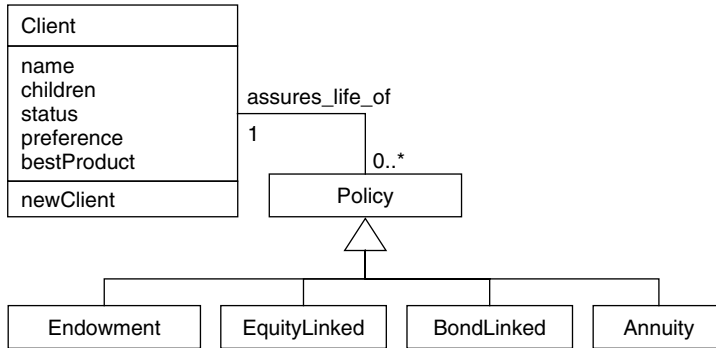 Client
name
children
status
preference
bestProduct
newClient
assures_life_of
1
0..*
Policy
Endowment
EquityLinked
BondLinked
Annuity